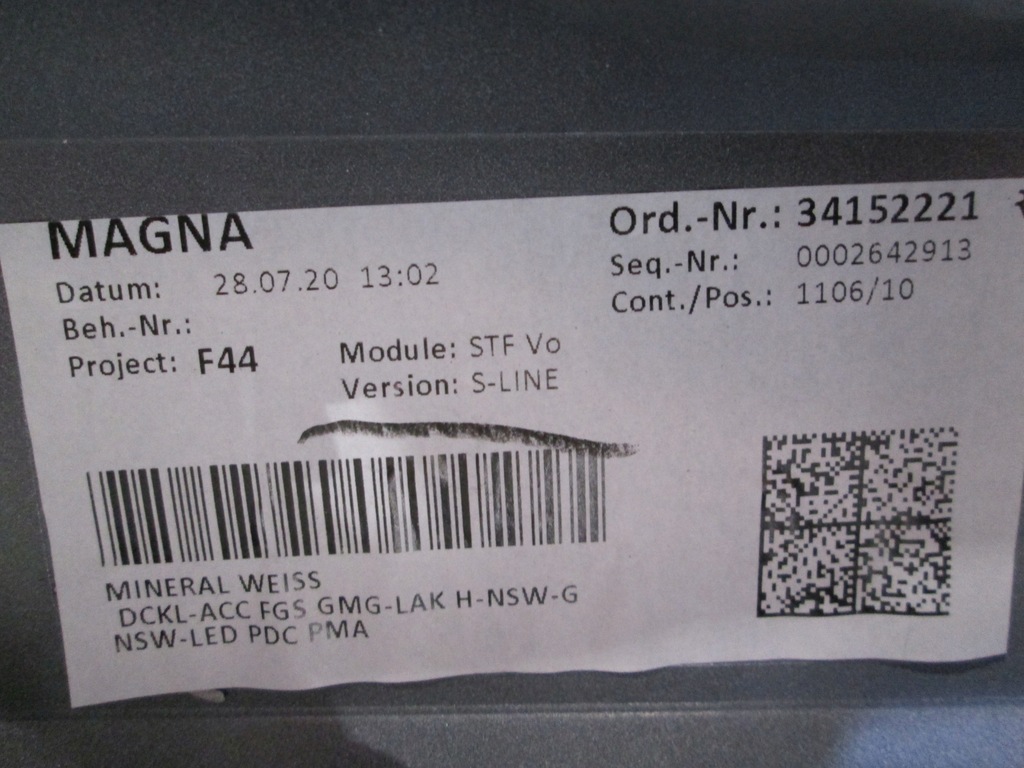 MAGNA
Ord.-Nr.: 34152221
Datum: 28.07.20 13:02
Seq.-Nr.: 0002642913
Beh.-Nr.:
Cont./Pos.: 1106/10
Project: F44
Module: STF Vo
Version: S-LINE
MINERAL WEISS
DCKL-ACC FGS GMG-LAK H-NSW-G
NSW-LED PDC PMA